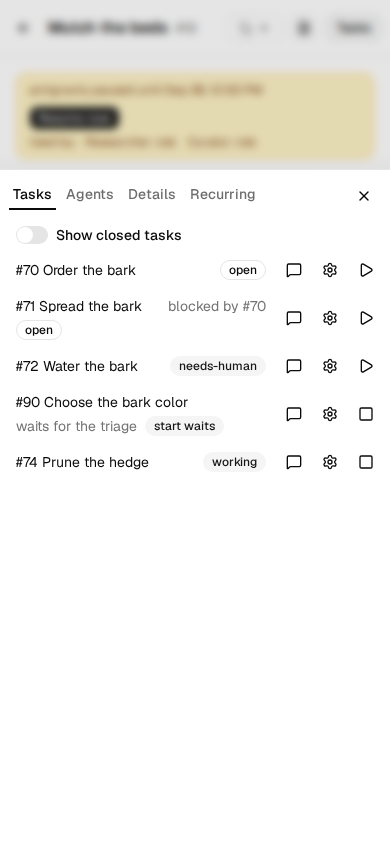 Tasks Agents Details Recurring
Show closed tasks
#70 Order the bark open
#71 Spread the bark blocked by #70
open
#72 Water the bark needs-human
#90 Choose the bark color
waits for the triage start waits
#74 Prune the hedge working